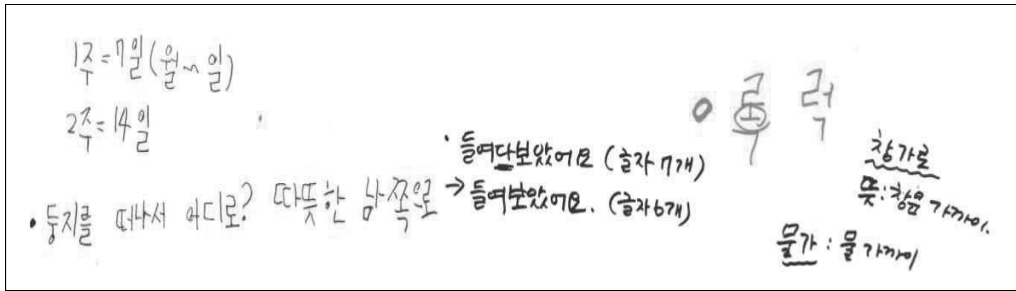 1주=7일(월~일)
2주=14일
• 둥지를 떠나서 어디로? 따뜻한 남쪽으로
• 들여다보았어요 (글자 7개)
→ 들여보았어요. (글자 6개)
창가로
뜻: 창문 가까이.
물가: 물 가까이